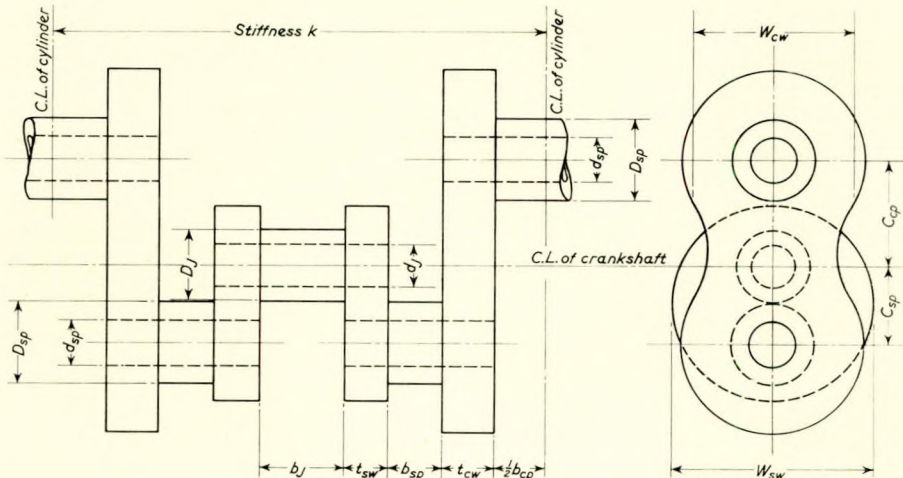 Stiffness k
C.L. of cylinder
C.L. of cylinder
W_cw
d_sp
D_sp
C_cp
D_J
d_J
C.L. of crankshaft
D_sp
d_sp
C_sp
b_J
t_sw
b_sp
t_cw
½b_cp
W_sw